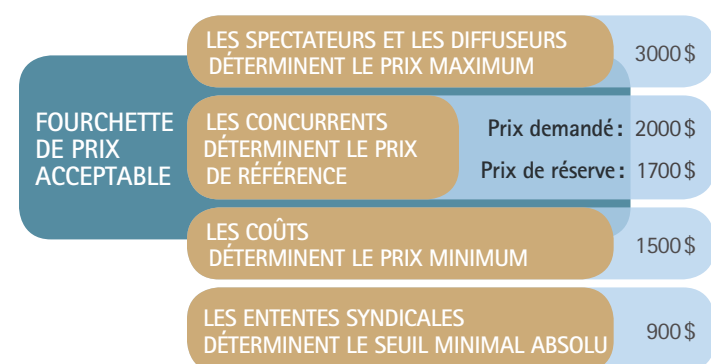 LES SPECTATEURS ET LES DIFFUSEURS
DÉTERMINENT LE PRIX MAXIMUM
3000 $
FOURCHETTE
DE PRIX
ACCEPTABLE
LES CONCURRENTS
DÉTERMINENT LE PRIX
DE RÉFÉRENCE
Prix demandé : 2000 $
Prix de réserve : 1700 $
LES COÛTS
DÉTERMINENT LE PRIX MINIMUM
1500 $
LES ENTENTES SYNDICALES
DÉTERMINENT LE SEUIL MINIMAL ABSOLU
900 $